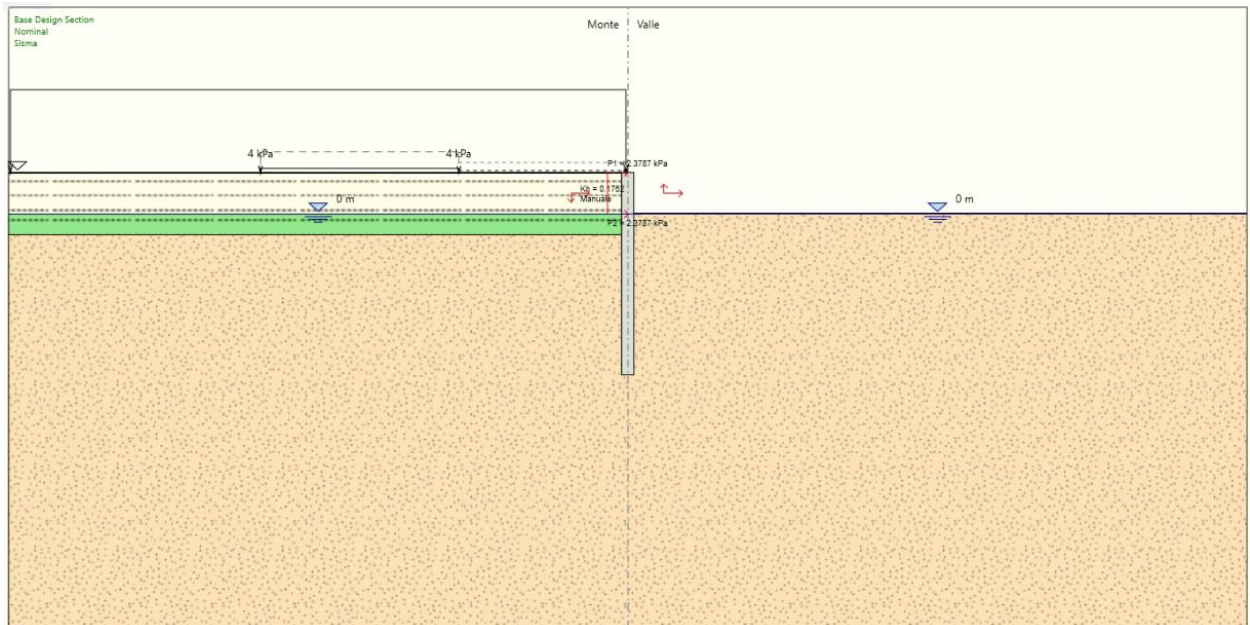 Base Design Section
Nominal
Sisma
Monte
Valle
4 kPa
4 kPa
P1 = 2.3787 kPa
Kh = 0.1762
Manuale
0 m
0 m
P2 = 2.3787 kPa